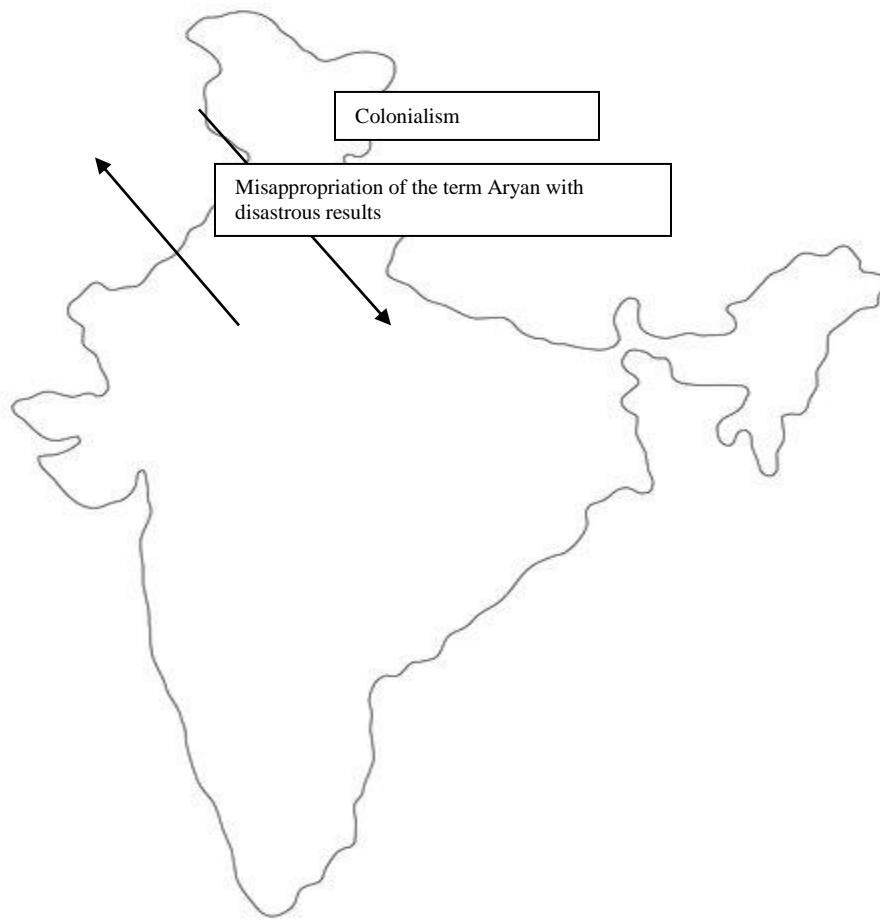 Colonialism
Misappropriation of the term Aryan with
disastrous results